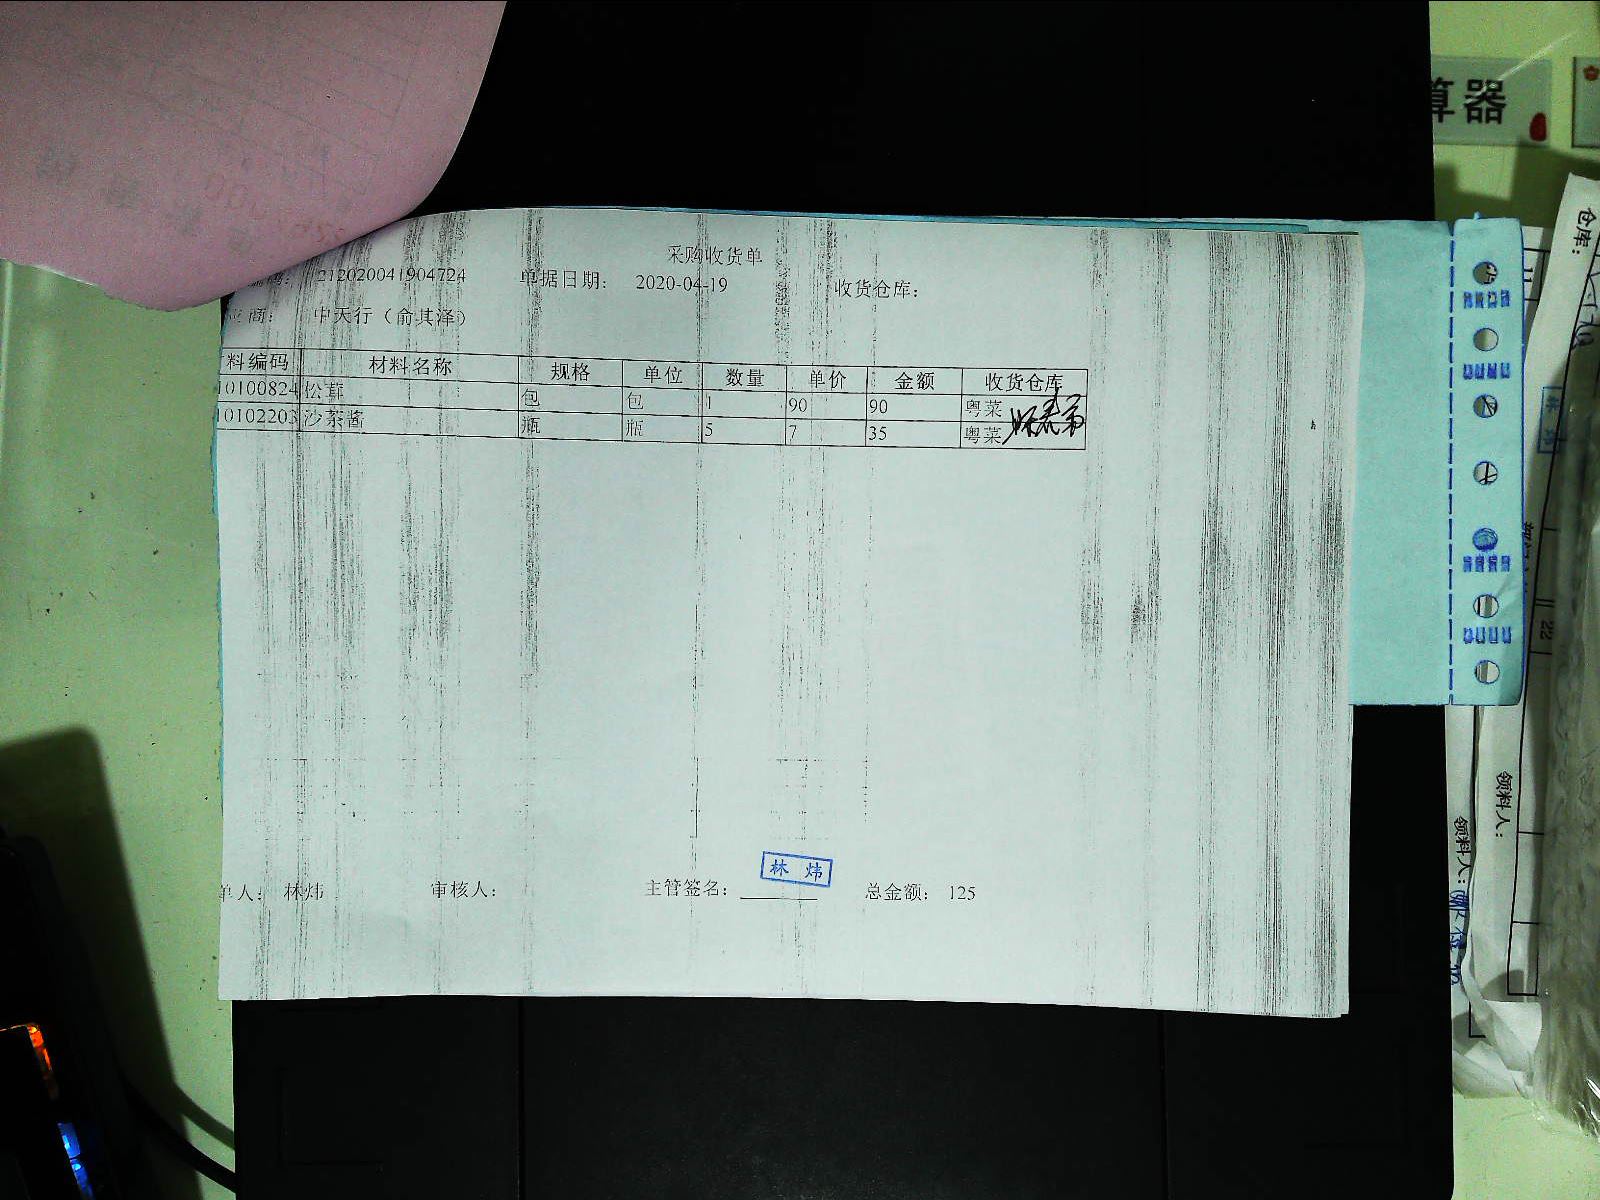 采购收货单
212020041904724 单据日期： 2020-04-19 收货仓库：
商： 中天行（俞其泽）
料编码 材料名称 规格 单位 数量 单价 金额 收货仓库
10100824 松茸 包 包 1 90 90 粤菜
10102203 沙茶酱 瓶 瓶 5 7 35 粤菜
林 炜
单人： 林炜 审核人： 主管签名： 总金额： 125
算器
仓库：
领料人：
领料人：
22